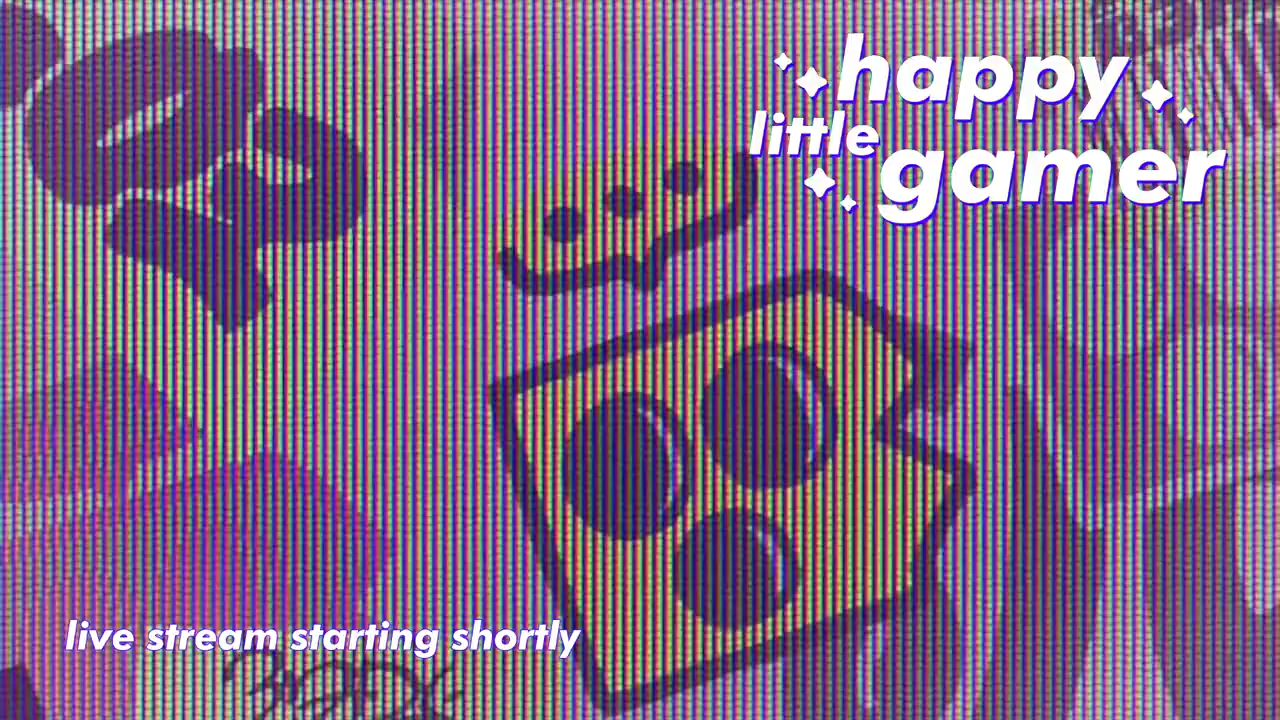 happy
little
gamer
live stream starting shortly